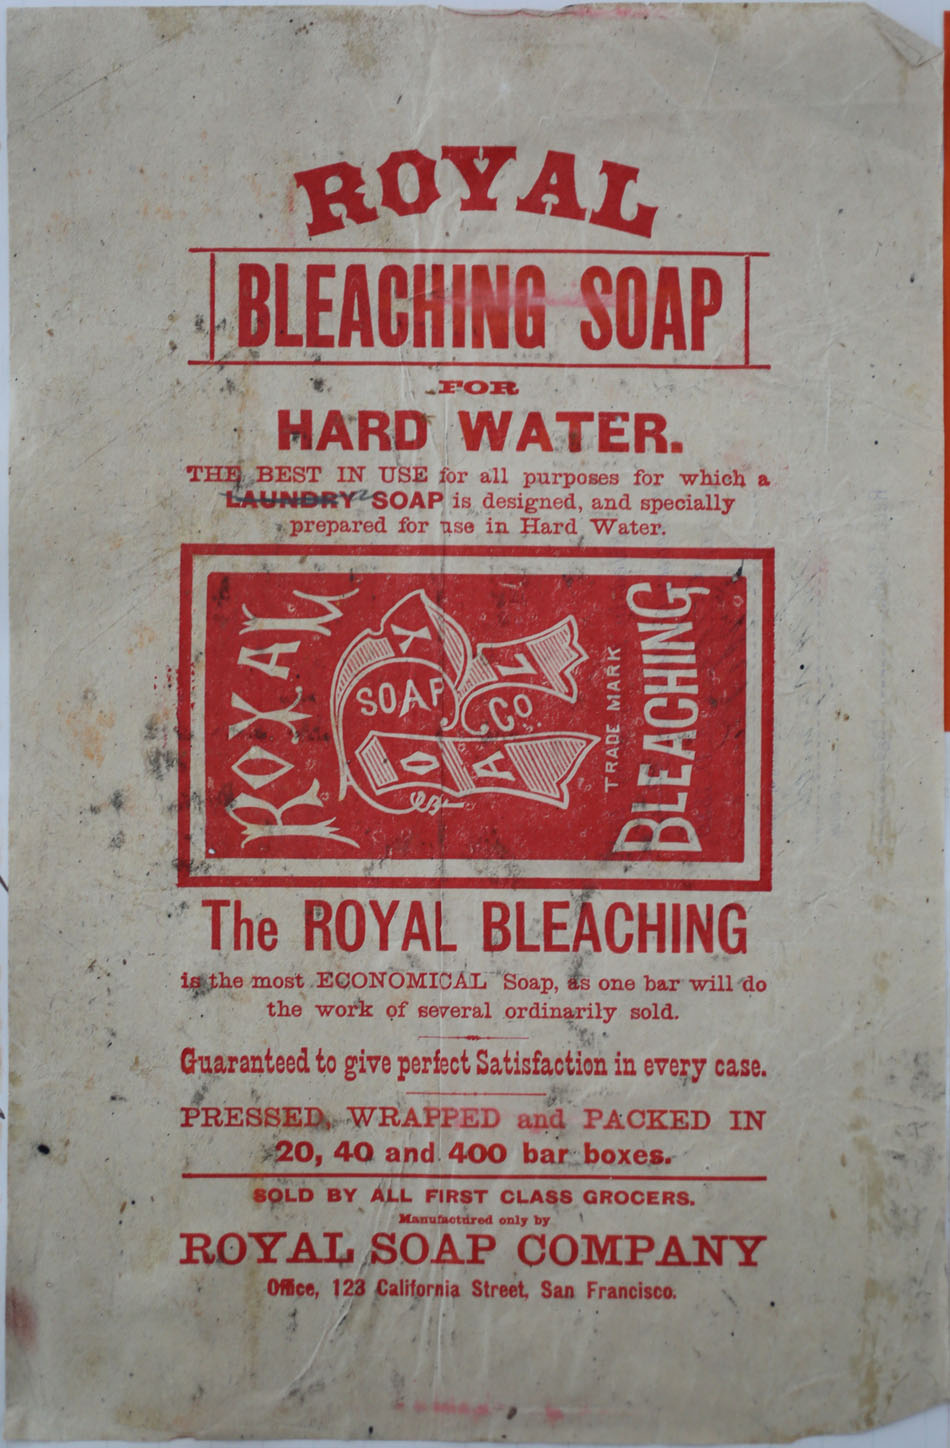 ROYAL
BLEACHING SOAP
FOR
HARD WATER.
THE BEST IN USE for all purposes for which a
LAUNDRY SOAP is designed, and specially
prepared for use in Hard Water.
ROYAL
ROYAL
SOAP
CO
TRADE MARK
BLEACHING
The ROYAL BLEACHING
is the most ECONOMICAL Soap, as one bar will do
the work of several ordinarily sold.
Guaranteed to give perfect Satisfaction in every case.
PRESSED, WRAPPED and PACKED IN
20, 40 and 400 bar boxes.
SOLD BY ALL FIRST CLASS GROCERS.
Manufactured only by
ROYAL SOAP COMPANY
Office, 123 California Street, San Francisco.